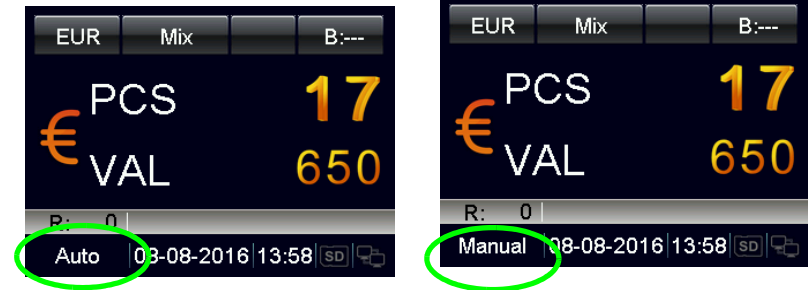 EUR Mix B:---
€ PCS 17
VAL 650
R: 0
Auto 08-08-2016 13:58 SD
EUR Mix B:---
€ PCS 17
VAL 650
R: 0
Manual 08-08-2016 13:58 SD